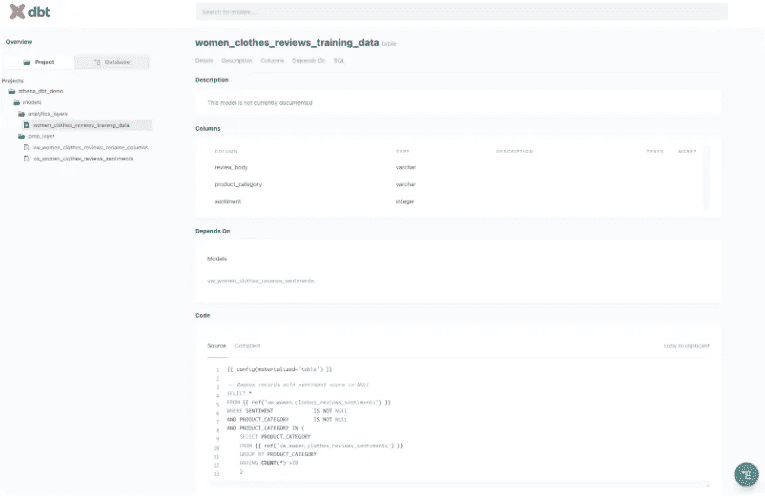 dbt
Search for models...
Overview
Project
Database
Projects
athena_dbt_demo
models
analytics_layers
women_clothes_reviews_training_data
prep_layer
vw_women_clothes_reviews_rename_columns
vw_women_clothes_reviews_sentiments
women_clothes_reviews_training_data table
Details Description Columns Depends On SQL
Description
This model is not currently documented
Columns
COLUMN TYPE DESCRIPTION TESTS MORE?
review_body varchar
product_category varchar
sentiment integer
Depends On
Models
vw_women_clothes_reviews_sentiments
Code
Source Compiled copy to clipboard
1 {{ config(materialized='table') }}
2
3 -- Remove records with sentiment score is
4 SELECT *
5 FROM {{ ref('vw_women_clothes_reviews_sentiments') }}
6 WHERE SENTIMENT IS NOT NULL
7 AND PRODUCT_CATEGORY IS NOT NULL
8 AND PRODUCT_CATEGORY IN (
9 SELECT PRODUCT_CATEGORY
10 FROM {{ ref('vw_women_clothes_reviews_sentiments') }}
11 GROUP BY PRODUCT_CATEGORY
12 HAVING COUNT(*)
13 )